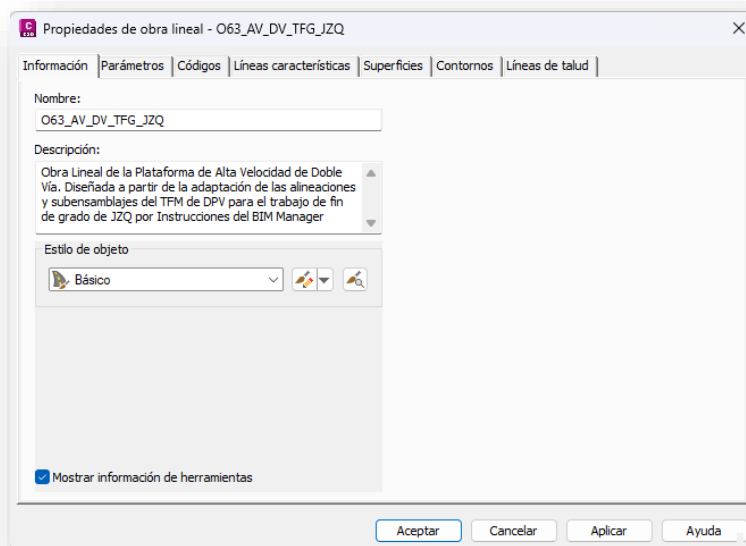 C
C3D
Propiedades de obra lineal - O63_AV_DV_TFG_JZQ
Información
Parámetros
Códigos
Líneas características
Superficies
Contornos
Líneas de talud
Nombre:
O63_AV_DV_TFG_JZQ
Descripción:
Obra Lineal de la Plataforma de Alta Velocidad de Doble
Vía. Diseñada a partir de la adaptación de las alineaciones
y subensamblajes del TFM de DPV para el trabajo de fin
de grado de JZQ por Instrucciones del BIM Manager
Estilo de objeto
Básico
Mostrar información de herramientas
Aceptar
Cancelar
Aplicar
Ayuda